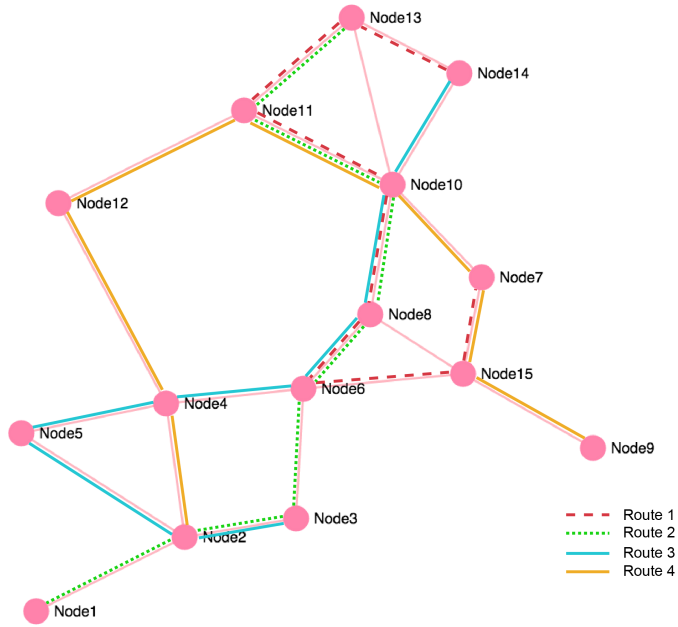 Node13
Node14
Node11
Node10
Node12
Node7
Node8
Node15
Node6
Node4
Node5
Node9
Node3
Node2
Node1
Route 1
Route 2
Route 3
Route 4